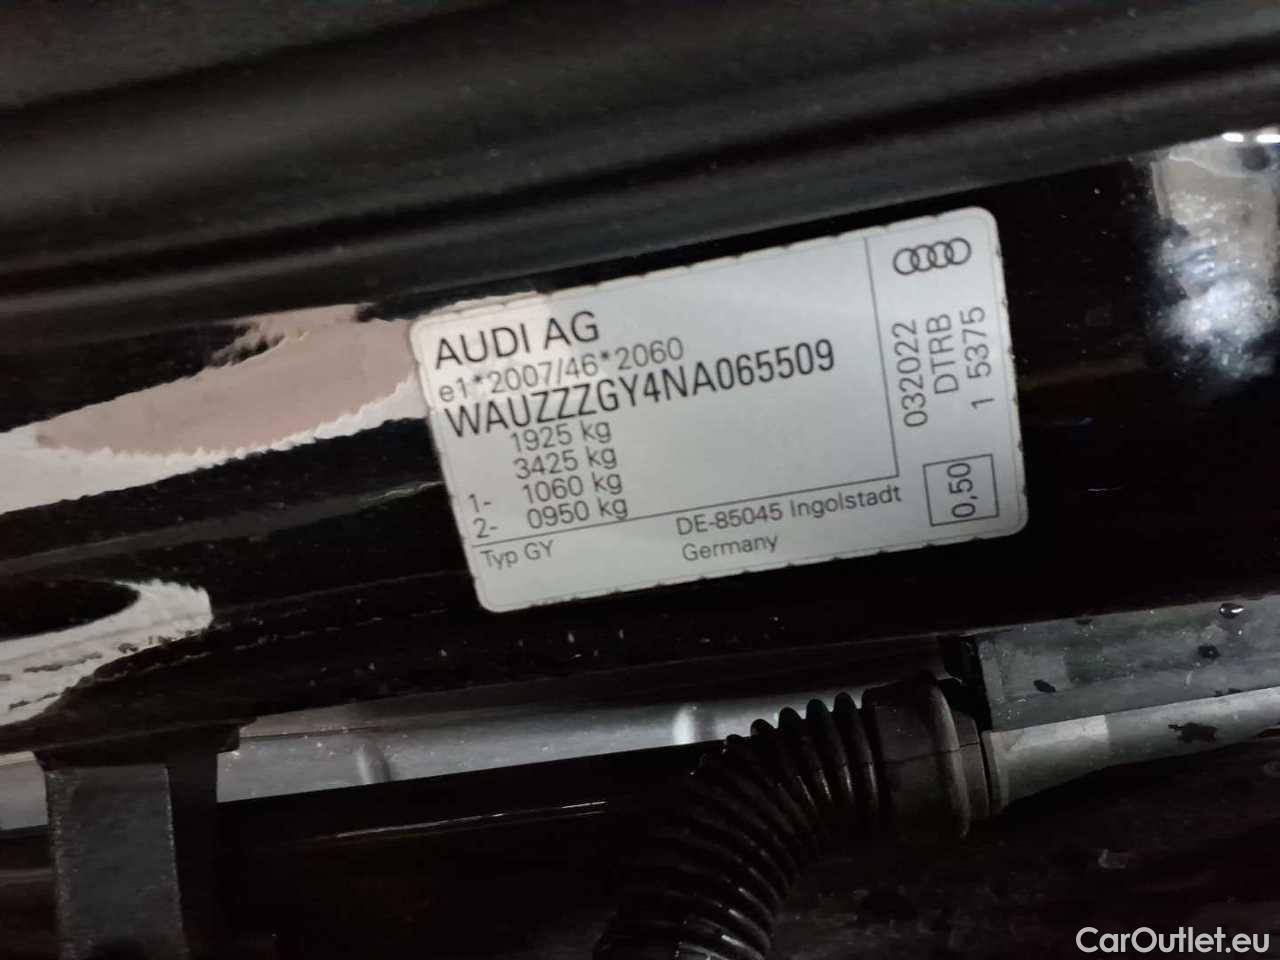 AUDI AG
e1*2007/46*2060
WAUZZZGY4NA065509
1925 kg
3425 kg
1- 1060 kg
2- 0950 kg
Typ GY
DE-85045 Ingolstadt
Germany
0322022
DTRB
1 5375
0,50
CarOutlet.eu